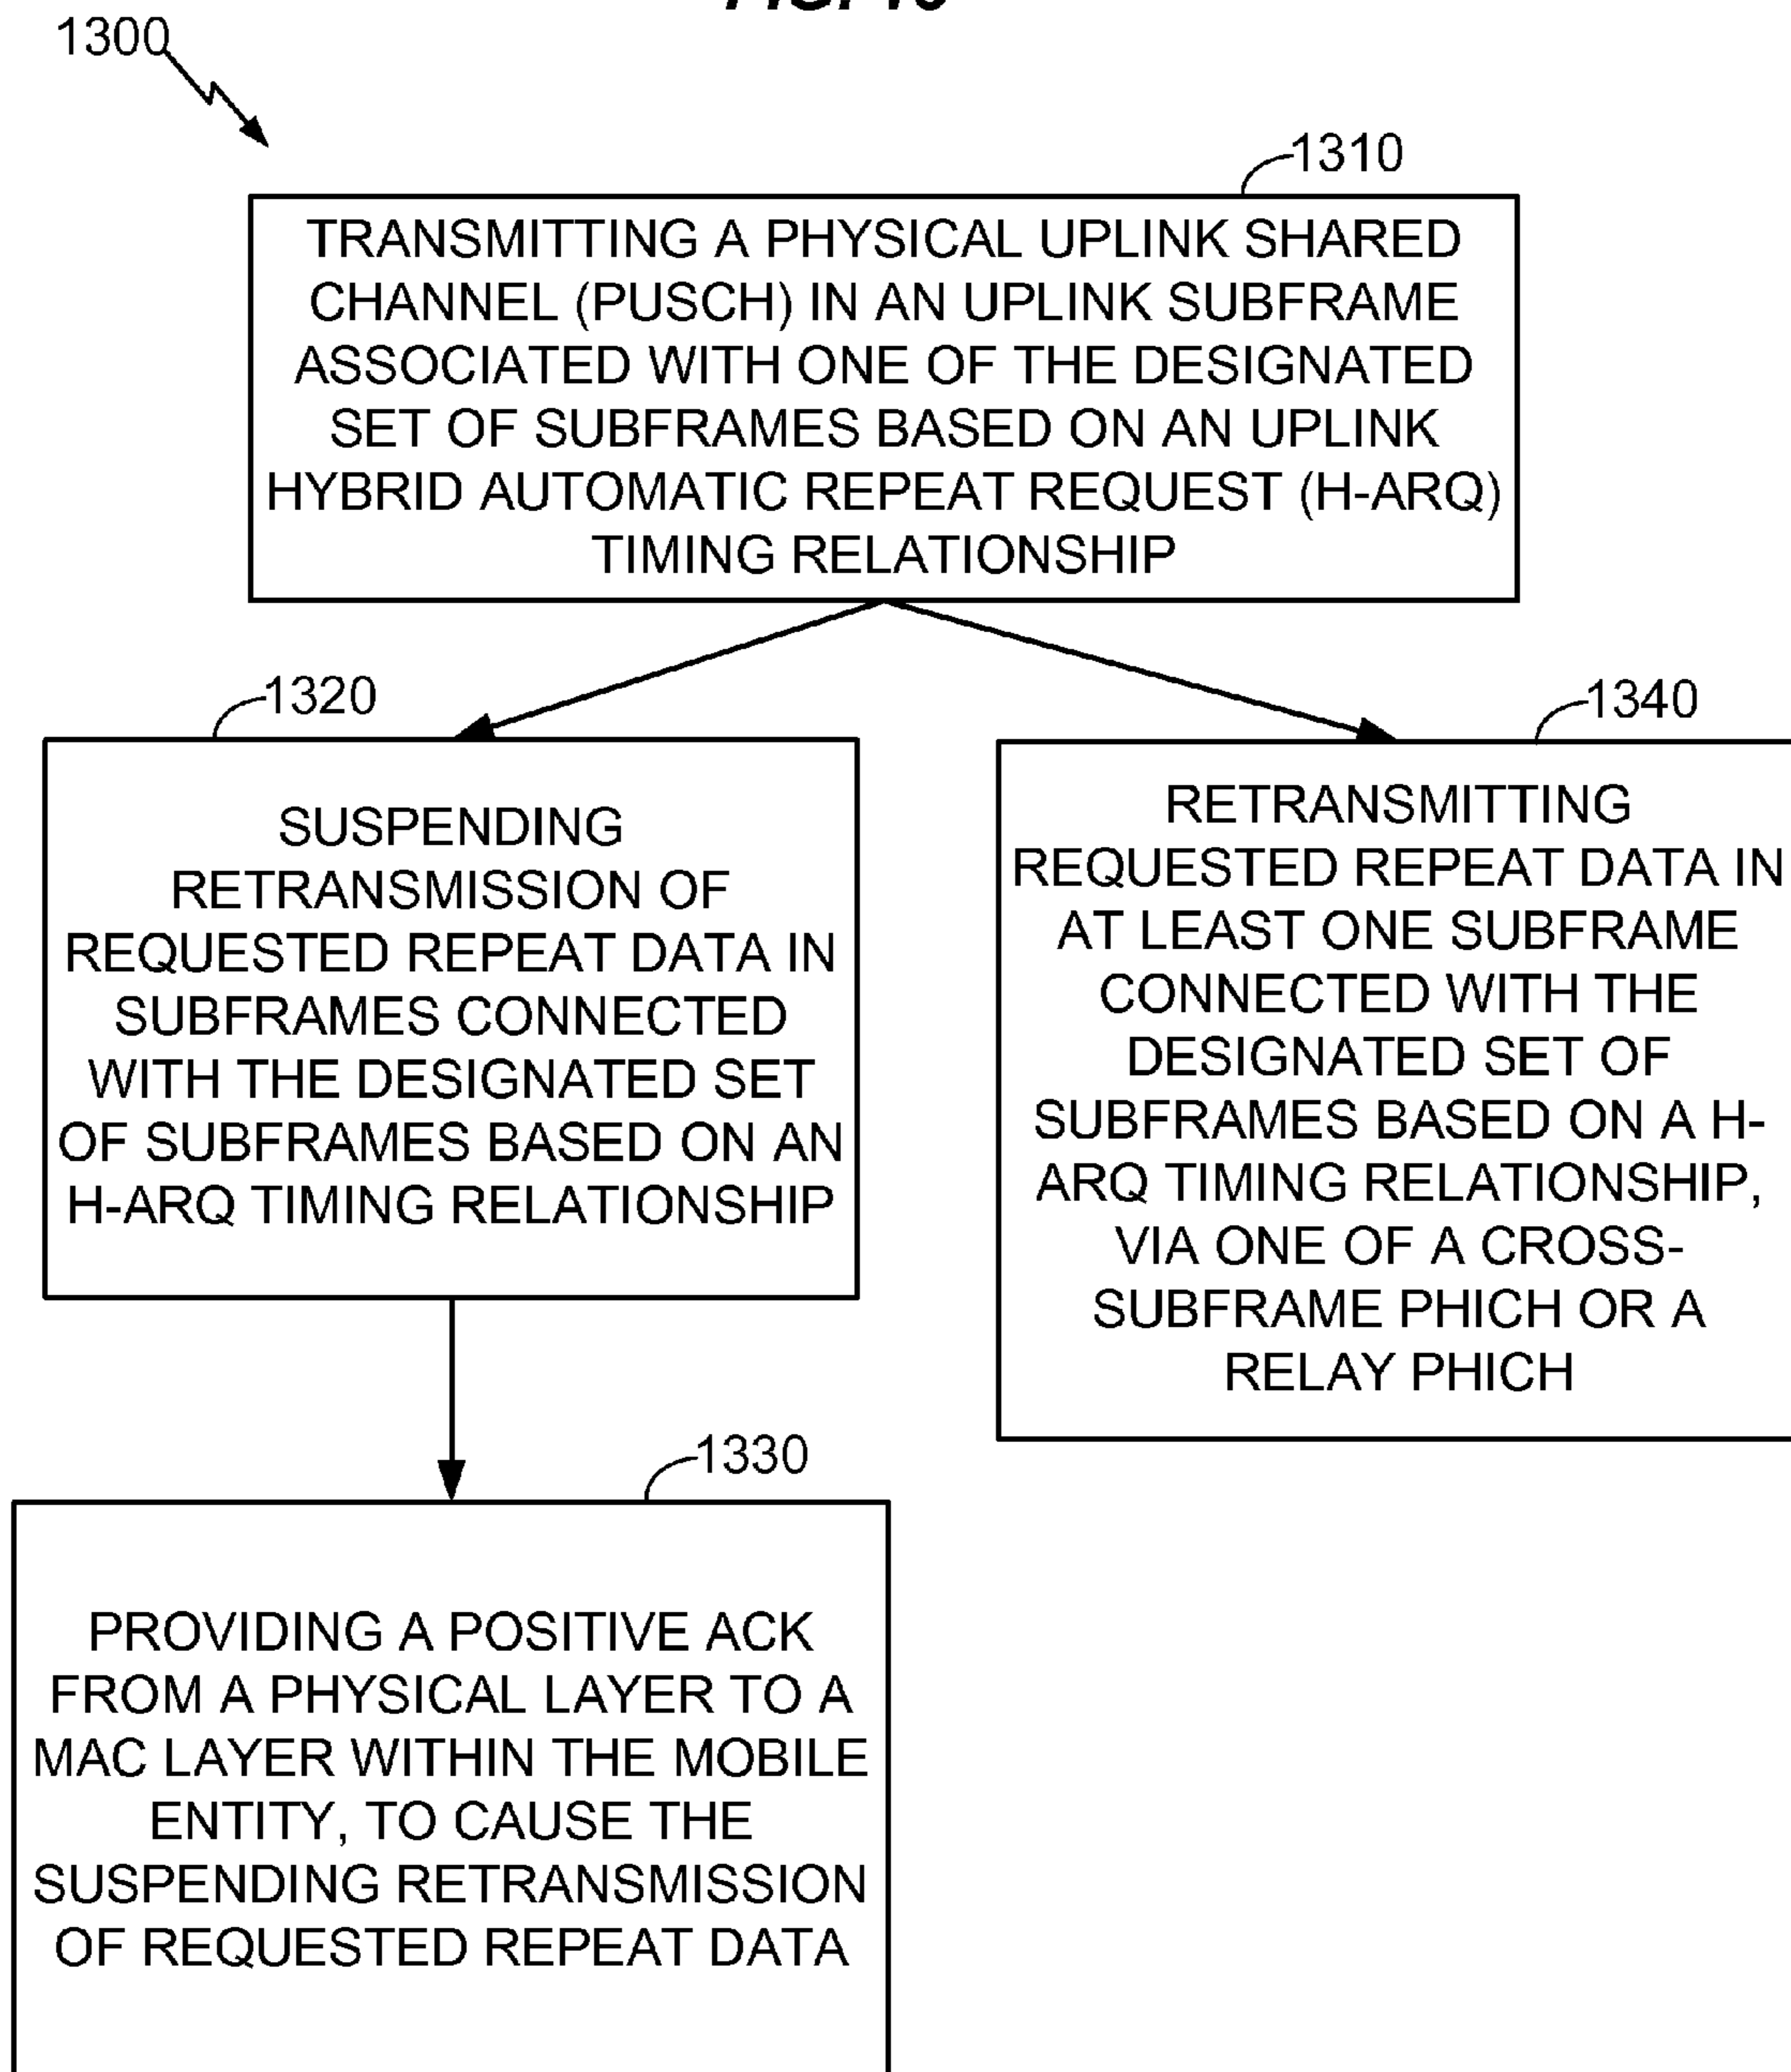 1300
1310
TRANSMITTING A PHYSICAL UPLINK SHARED
CHANNEL (PUSCH) IN AN UPLINK SUBFRAME
ASSOCIATED WITH ONE OF THE DESIGNATED
SET OF SUBFRAMES BASED ON AN UPLINK
HYBRID AUTOMATIC REPEAT REQUEST (H-ARQ)
TIMING RELATIONSHIP
1320
SUSPENDING
RETRANSMISSION OF
REQUESTED REPEAT DATA IN
SUBFRAMES CONNECTED
WITH THE DESIGNATED SET
OF SUBFRAMES BASED ON AN
H-ARQ TIMING RELATIONSHIP
1340
RETRANSMITTING
REQUESTED REPEAT DATA IN
AT LEAST ONE SUBFRAME
CONNECTED WITH THE
DESIGNATED SET OF
SUBFRAMES BASED ON A H-
ARQ TIMING RELATIONSHIP,
VIA ONE OF A CROSS-
SUBFRAME PHICH OR A
RELAY PHICH
1330
PROVIDING A POSITIVE ACK
FROM A PHYSICAL LAYER TO A
MAC LAYER WITHIN THE MOBILE
ENTITY, TO CAUSE THE
SUSPENDING RETRANSMISSION
OF REQUESTED REPEAT DATA